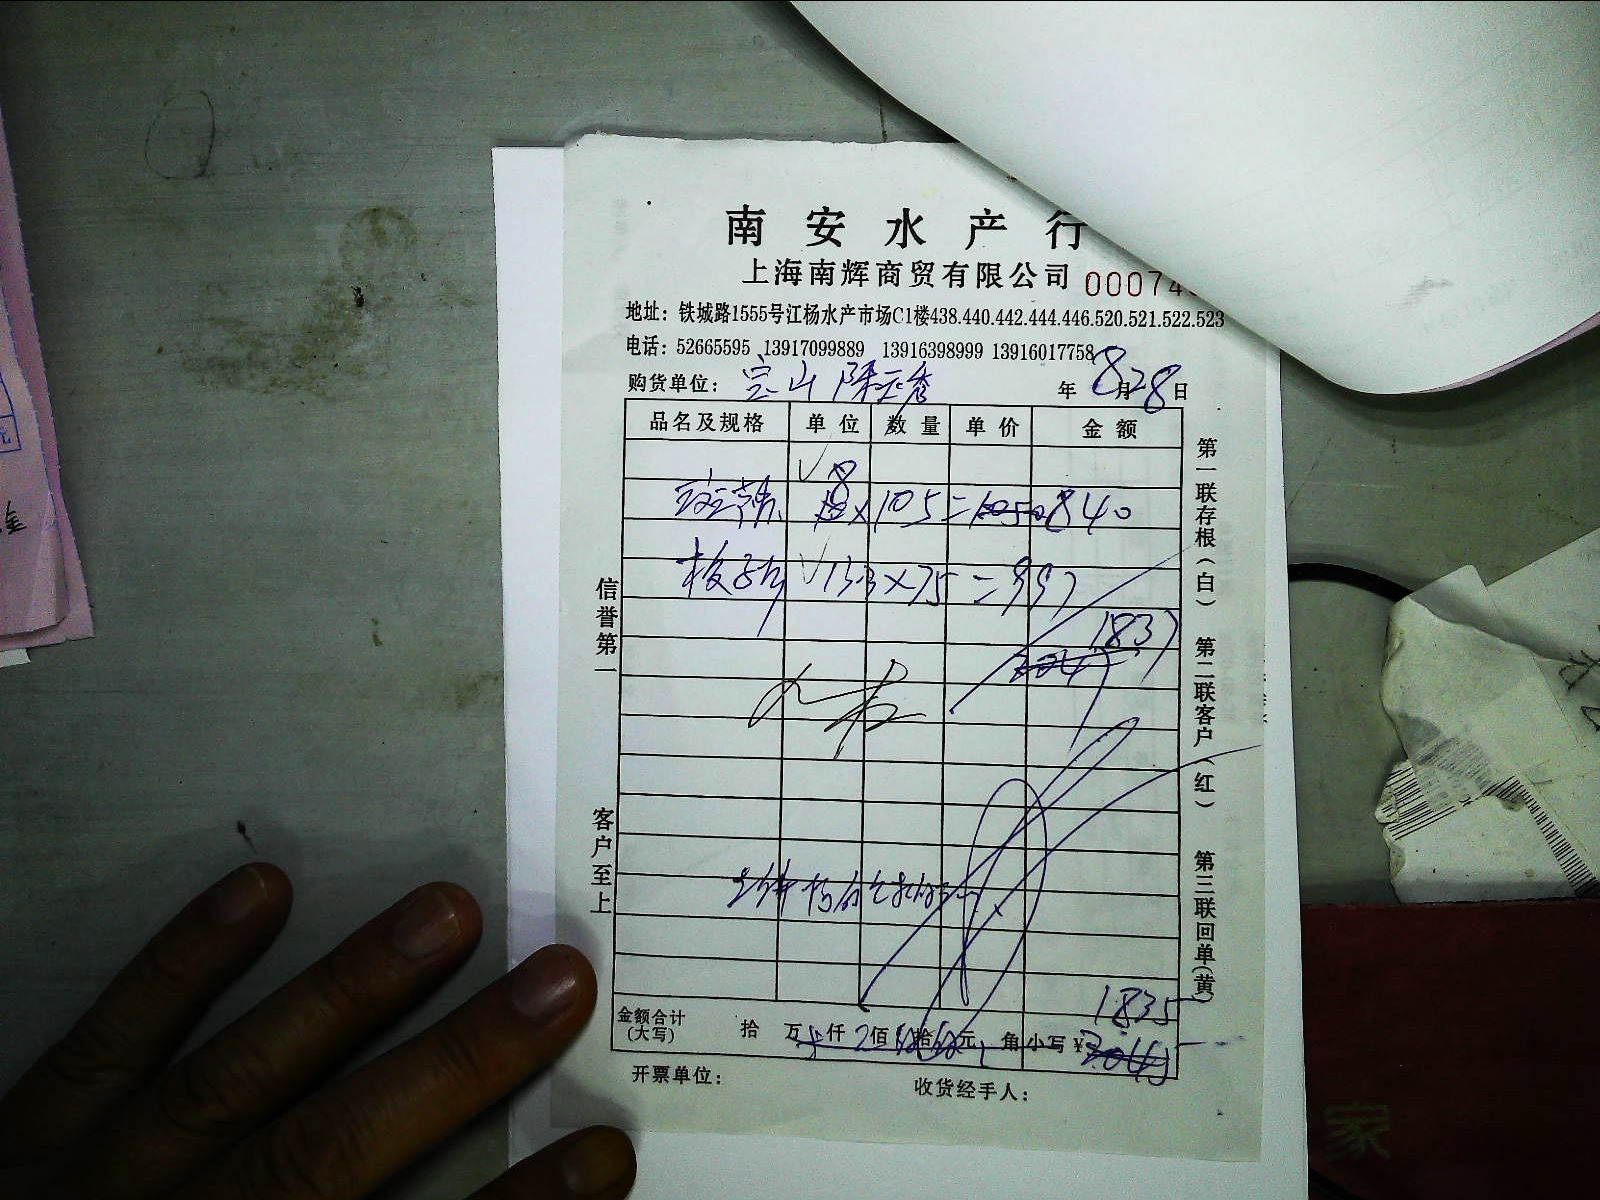 南安水产行
上海南辉商贸有限公司 00074
地址：铁城路1555号江杨水产市场C1楼438.440.442.444.446.520.521.522.523
电话：52665595 13917099889 13916398999 13916017758
购货单位：宝山 年8月28日
品名及规格 单位 数量 单价 金额
8
×105=840
13.3×75=997
1837
1835
金额合计(大写) 拾 万 仟 佰 拾 元 角 小写¥
开票单位： 收货经手人：
信誉第一 客户至上
第一联存根(白) 第二联客户(红) 第三联回单(黄)
家